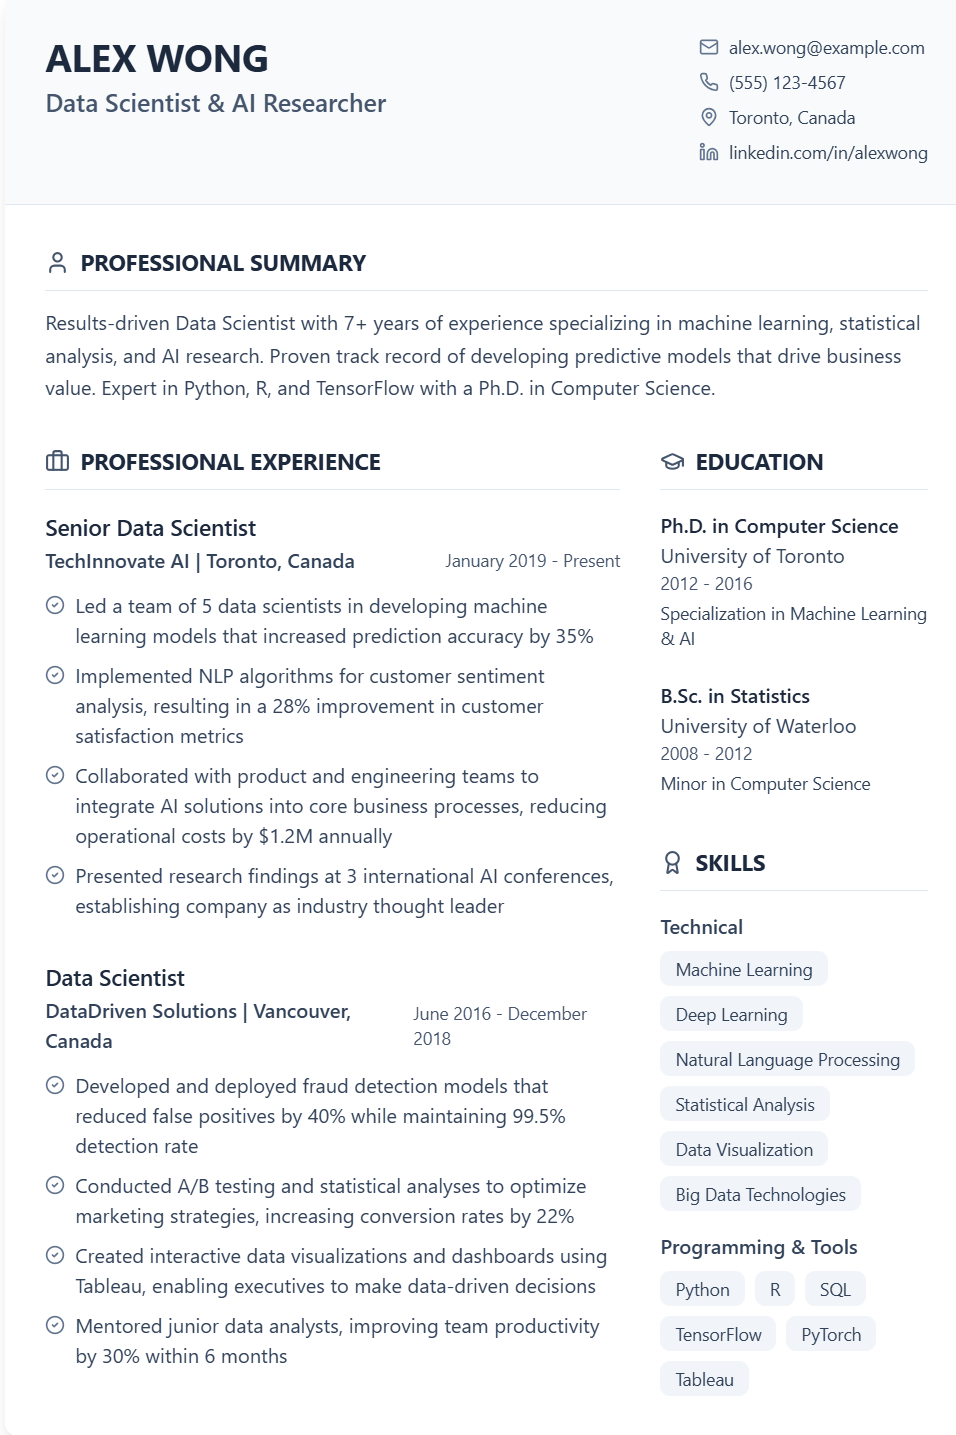 ALEX WONG
Data Scientist & AI Researcher
alex.wong@example.com
(555) 123-4567
Toronto, Canada
linkedin.com/in/alexwong
PROFESSIONAL SUMMARY
Results-driven Data Scientist with 7+ years of experience specializing in machine learning, statistical
analysis, and AI research. Proven track record of developing predictive models that drive business
value. Expert in Python, R, and TensorFlow with a Ph.D. in Computer Science.
PROFESSIONAL EXPERIENCE
Senior Data Scientist
TechInnovate AI | Toronto, Canada
January 2019 - Present
Led a team of 5 data scientists in developing machine
learning models that increased prediction accuracy by 35%
Implemented NLP algorithms for customer sentiment
analysis, resulting in a 28% improvement in customer
satisfaction metrics
Collaborated with product and engineering teams to
integrate AI solutions into core business processes, reducing
operational costs by $1.2M annually
Presented research findings at 3 international AI conferences,
establishing company as industry thought leader
Data Scientist
DataDriven Solutions | Vancouver,
Canada
June 2016 - December
2018
Developed and deployed fraud detection models that
reduced false positives by 40% while maintaining 99.5%
detection rate
Conducted A/B testing and statistical analyses to optimize
marketing strategies, increasing conversion rates by 22%
Created interactive data visualizations and dashboards using
Tableau, enabling executives to make data-driven decisions
Mentored junior data analysts, improving team productivity
by 30% within 6 months
EDUCATION
Ph.D. in Computer Science
University of Toronto
2012 - 2016
Specialization in Machine Learning
& AI
B.Sc. in Statistics
University of Waterloo
2008 - 2012
Minor in Computer Science
SKILLS
Technical
Machine Learning
Deep Learning
Natural Language Processing
Statistical Analysis
Data Visualization
Big Data Technologies
Programming & Tools
Python R SQL
TensorFlow PyTorch
Tableau